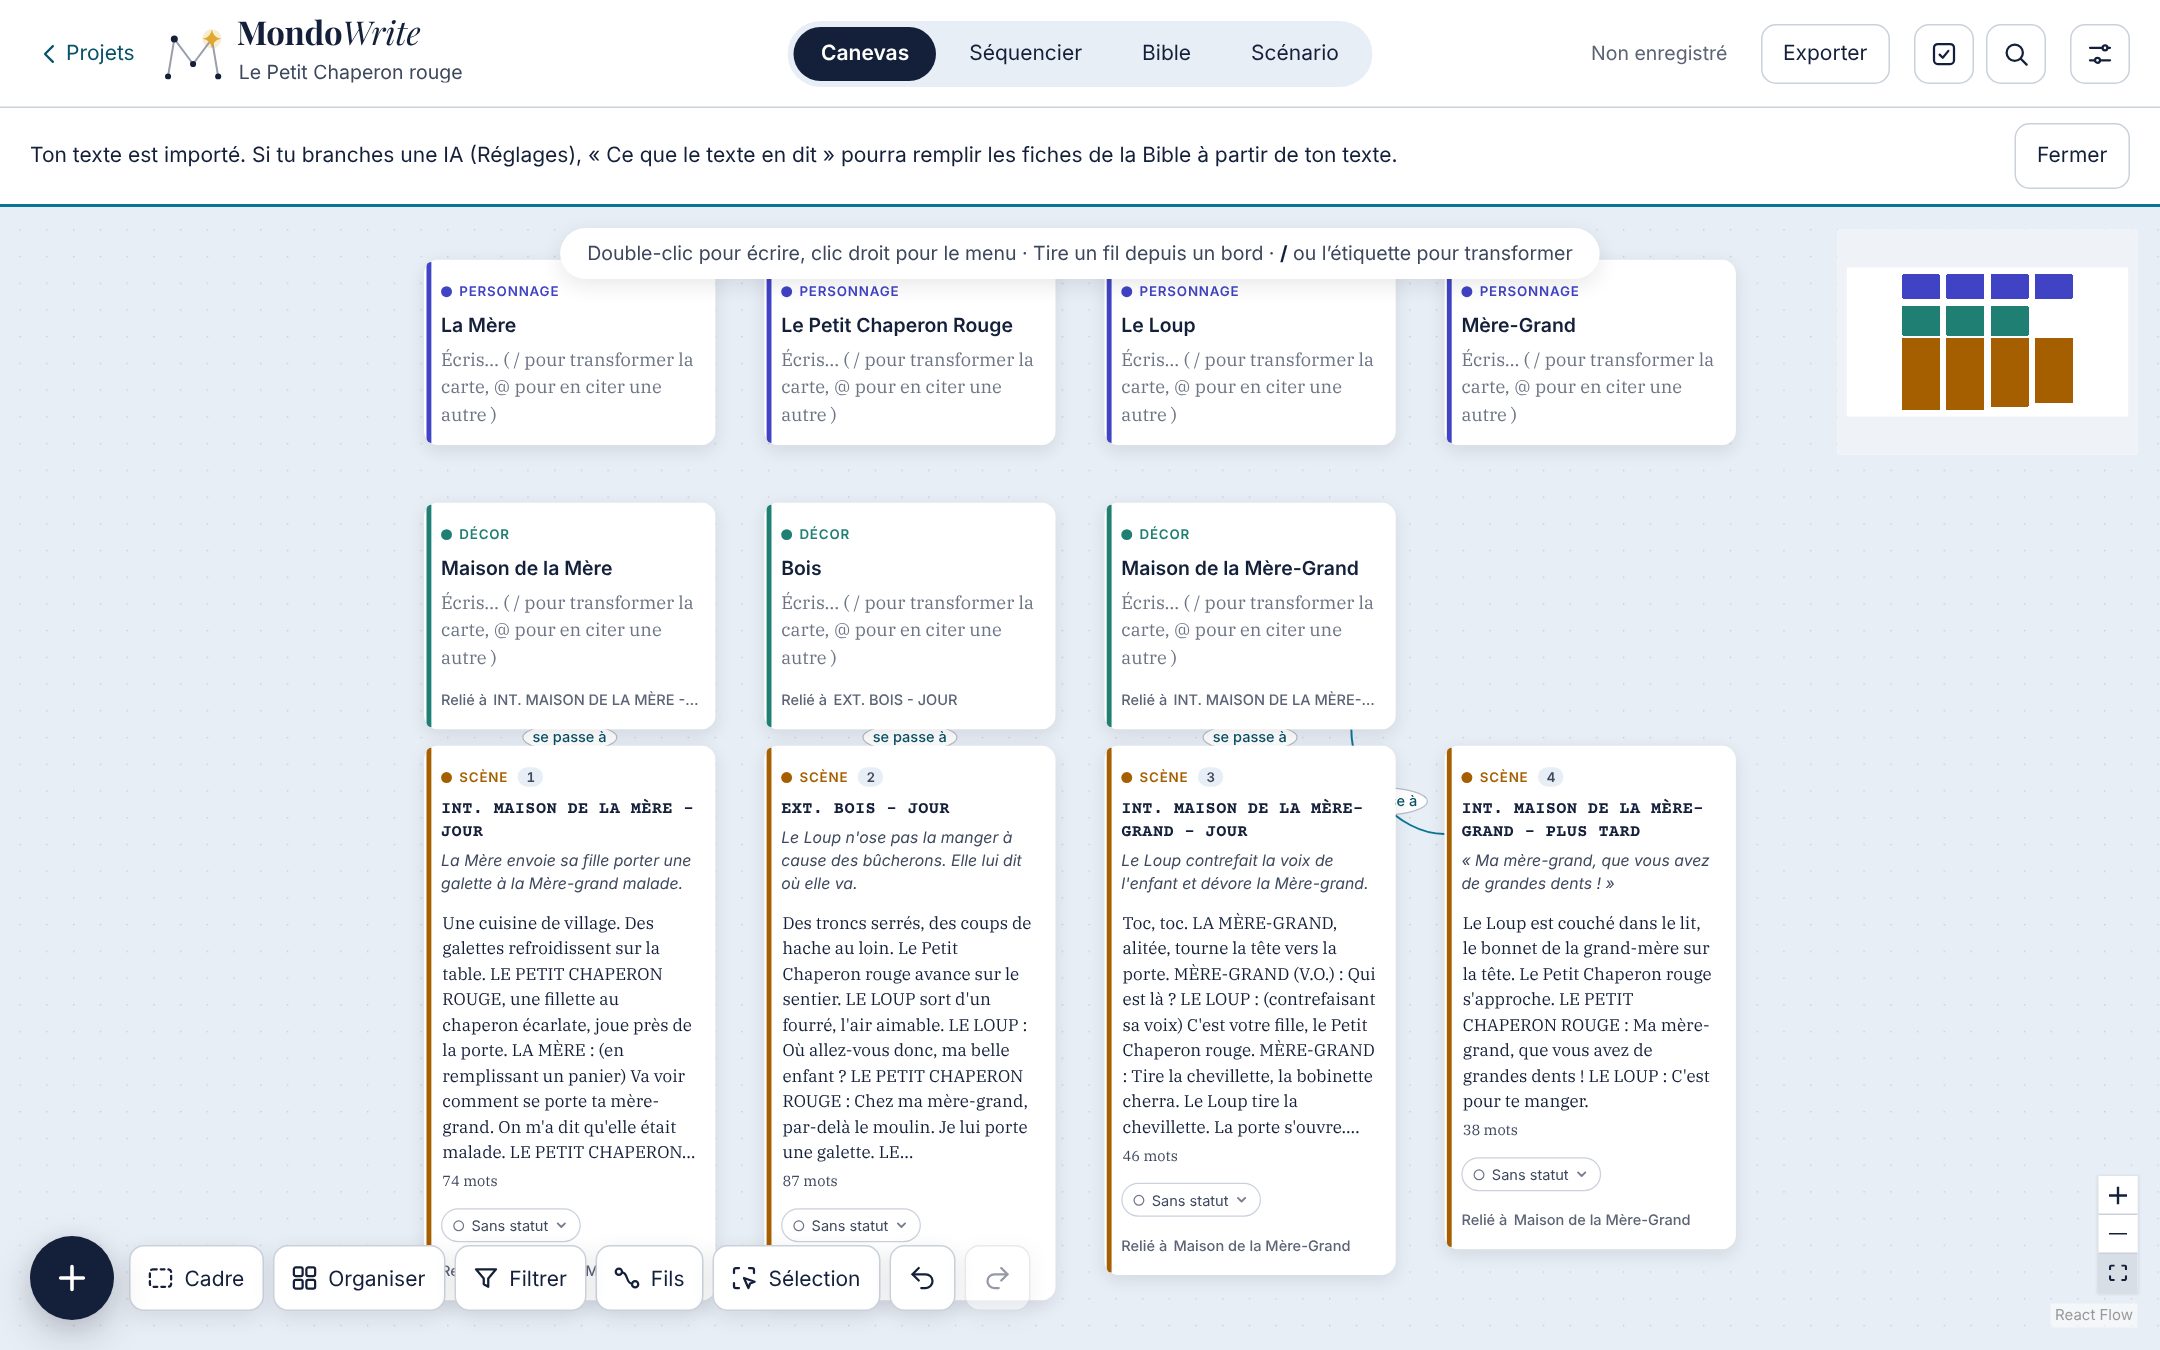 Projets
MondoWrite
Le Petit Chaperon rouge
Canevas
Séquencier
Bible
Scénario
Non enregistré
Exporter
Ton texte est importé. Si tu branches une IA (Réglages), « Ce que le texte en dit » pourra remplir les fiches de la Bible à partir de ton texte.
Fermer
Double-clic pour écrire, clic droit pour le menu · Tire un fil depuis un bord · / ou l’étiquette pour transformer
PERSONNAGE
La Mère
Écris… ( / pour transformer la
carte, @ pour en citer une
autre )
PERSONNAGE
Le Petit Chaperon Rouge
Écris… ( / pour transformer la
carte, @ pour en citer une
autre )
PERSONNAGE
Le Loup
Écris… ( / pour transformer la
carte, @ pour en citer une
autre )
PERSONNAGE
Mère-Grand
Écris… ( / pour transformer la
carte, @ pour en citer une
autre )
DÉCOR
Maison de la Mère
Écris… ( / pour transformer la
carte, @ pour en citer une
autre )
Relié à INT. MAISON DE LA MÈRE -…
DÉCOR
Bois
Écris… ( / pour transformer la
carte, @ pour en citer une
autre )
Relié à EXT. BOIS - JOUR
DÉCOR
Maison de la Mère-Grand
Écris… ( / pour transformer la
carte, @ pour en citer une
autre )
Relié à INT. MAISON DE LA MÈRE-…
se passe à
se passe à
se passe à
e à
SCÈNE 1
INT. MAISON DE LA MÈRE -
JOUR
La Mère envoie sa fille porter une
galette à la Mère-grand malade.
Une cuisine de village. Des
galettes refroidissent sur la
table. LE PETIT CHAPERON
ROUGE, une fillette au
chaperon écarlate, joue près de
la porte. LA MÈRE : (en
remplissant un panier) Va voir
comment se porte ta mère-
grand. On m'a dit qu'elle était
malade. LE PETIT CHAPERON…
74 mots
Sans statut
SCÈNE 2
EXT. BOIS - JOUR
Le Loup n'ose pas la manger à
cause des bûcherons. Elle lui dit
où elle va.
Des troncs serrés, des coups de
hache au loin. Le Petit
Chaperon rouge avance sur le
sentier. LE LOUP sort d'un
fourré, l'air aimable. LE LOUP :
Où allez-vous donc, ma belle
enfant ? LE PETIT CHAPERON
ROUGE : Chez ma mère-grand,
par-delà le moulin. Je lui porte
une galette. LE…
87 mots
Sans statut
SCÈNE 3
INT. MAISON DE LA MÈRE-
GRAND - JOUR
Le Loup contrefait la voix de
l'enfant et dévore la Mère-grand.
Toc, toc. LA MÈRE-GRAND,
alitée, tourne la tête vers la
porte. MÈRE-GRAND (V.O.) : Qui
est là ? LE LOUP : (contrefaisant
sa voix) C'est votre fille, le Petit
Chaperon rouge. MÈRE-GRAND
: Tire la chevillette, la bobinette
cherra. Le Loup tire la
chevillette. La porte s'ouvre.…
46 mots
Sans statut
Relié à Maison de la Mère-Grand
SCÈNE 4
INT. MAISON DE LA MÈRE-
GRAND - PLUS TARD
« Ma mère-grand, que vous avez
de grandes dents ! »
Le Loup est couché dans le lit,
le bonnet de la grand-mère sur
la tête. Le Petit Chaperon rouge
s'approche. LE PETIT
CHAPERON ROUGE : Ma mère-
grand, que vous avez de
grandes dents ! LE LOUP : C'est
pour te manger.
38 mots
Sans statut
Relié à Maison de la Mère-Grand
Cadre
Organiser
Filtrer
Fils
Sélection
React Flow